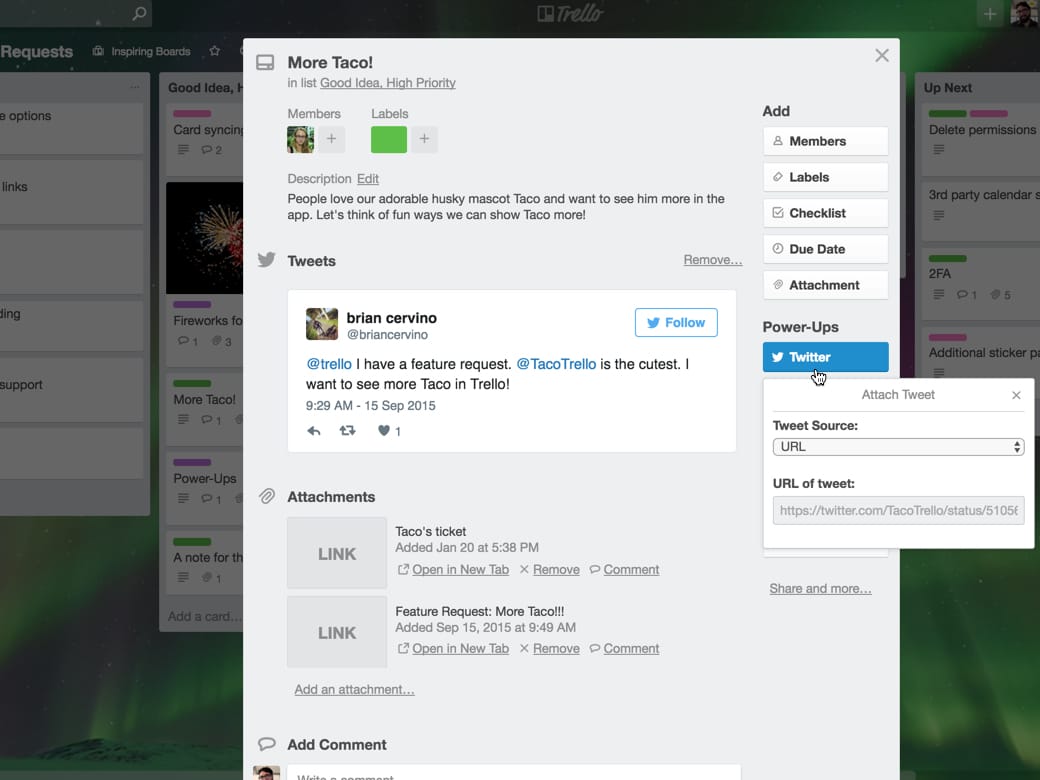 Trello
Requests
Inspiring Boards
e options
links
ding
support
Good Idea, H
Card syncing
2
Fireworks fo
1
3
More Taco!
1
Power-Ups
1
A note for th
1
Add a card…
More Taco!
in list Good Idea, High Priority
Members
Labels
Description Edit
People love our adorable husky mascot Taco and want to see him more in the
app. Let's think of fun ways we can show Taco more!
Tweets
Remove…
brian cervino
@briancervino
Follow
@trello I have a feature request. @TacoTrello is the cutest. I
want to see more Taco in Trello!
9:29 AM - 15 Sep 2015
1
Attachments
LINK
Taco's ticket
Added Jan 20 at 5:38 PM
Open in New Tab Remove Comment
LINK
Feature Request: More Taco!!!
Added Sep 15, 2015 at 9:49 AM
Open in New Tab Remove Comment
Add an attachment…
Add Comment
Write a comment
Add
Members
Labels
Checklist
Due Date
Attachment
Power-Ups
Twitter
Attach Tweet
Tweet Source:
URL
URL of tweet:
https://twitter.com/TacoTrello/status/51056
Share and more…
Up Next
Delete permissions
3rd party calendar s
2FA
1
5
Additional sticker pa